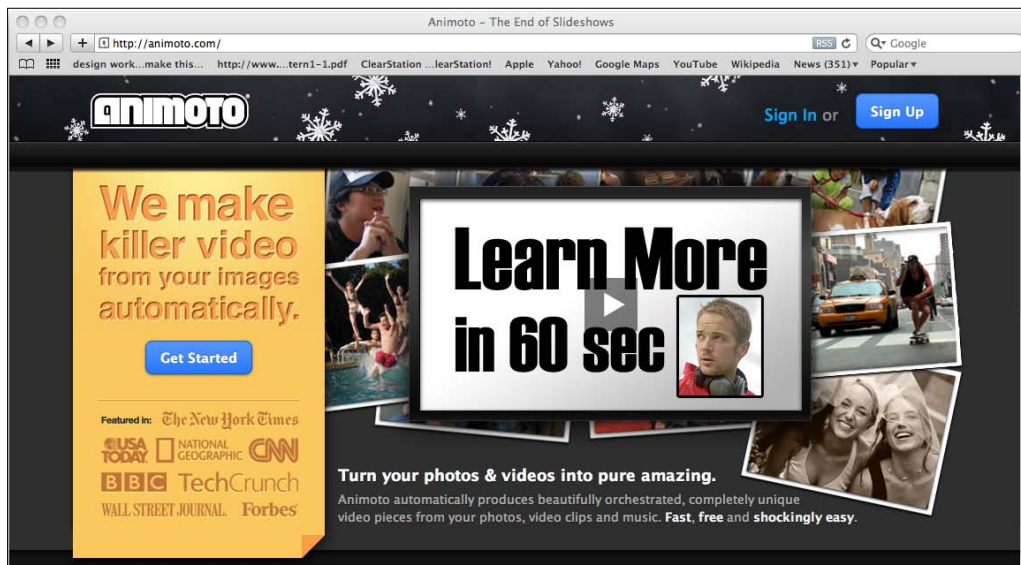 Animoto – The End of Slideshows
http://animoto.com/
RSS
Google
design work...make this...
http://www....tern1-1.pdf
ClearStation ...learStation!
Apple
Yahoo!
Google Maps
YouTube
Wikipedia
News (351)
Popular
ANIMOTO
Sign In or
Sign Up
We make
killer video
from your images
automatically.
Get Started
Featured in: The New York Times
USA TODAY
NATIONAL GEOGRAPHIC
CNN
BBC
TechCrunch
WALL STREET JOURNAL.
Forbes
Learn More
in 60 sec
Turn your photos & videos into pure amazing.
Animoto automatically produces beautifully orchestrated, completely unique
video pieces from your photos, video clips and music. Fast, free and shockingly easy.